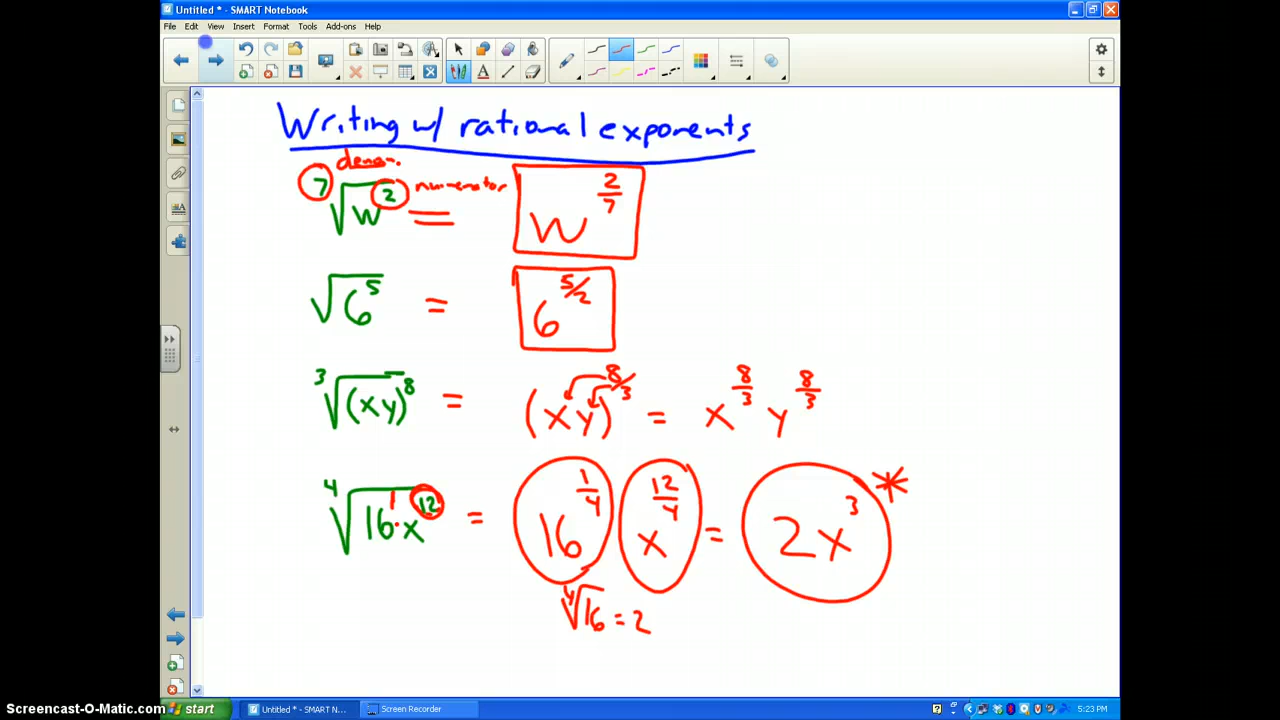 Untitled * - SMART Notebook
File Edit View Insert Format Tools Add-ons Help
Writing w/ rational exponents
denom.
7√w² = numerator w^(2/7)
√6⁵ = 6^(5/2)
³√(xy)⁸ = (xy)^(8/3) = x^(8/3) y^(8/3)
⁴√16¹·x¹² = 16^(1/4) x^(12/4) = 2x³ *
⁴√16 = 2
Screencast-O-Matic.com start Untitled * - SMART N... Screen Recorder 5:23 PM